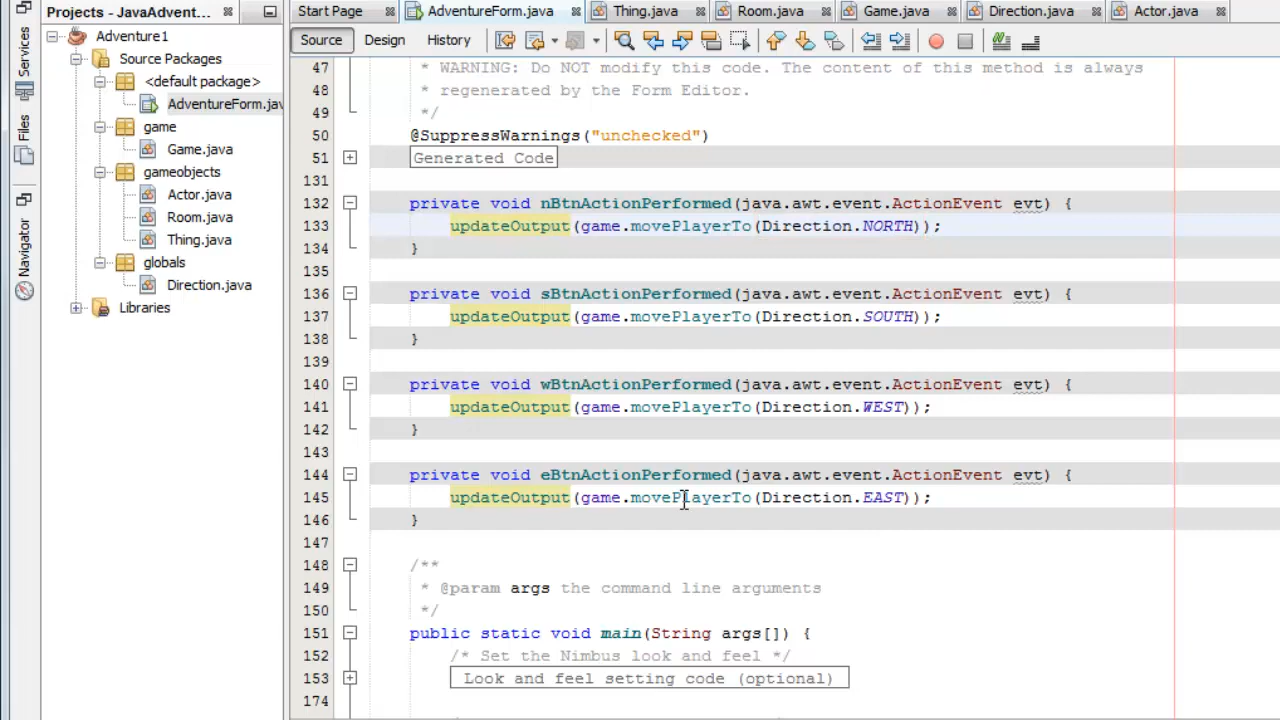 Projects - JavaAdvent...
Start Page
AdventureForm.java
Thing.java
Room.java
Game.java
Direction.java
Actor.java
Source
Design
History
Services
Files
Navigator
Adventure1
Source Packages
<default package>
AdventureForm.jav
game
Game.java
gameobjects
Actor.java
Room.java
Thing.java
globals
Direction.java
Libraries
47 * WARNING: Do NOT modify this code. The content of this method is always
48 * regenerated by the Form Editor.
49 */
50 @SuppressWarnings("unchecked")
51 Generated Code
131
132 private void nBtnActionPerformed(java.awt.event.ActionEvent evt) {
133 updateOutput(game.movePlayerTo(Direction.NORTH));
134 }
135
136 private void sBtnActionPerformed(java.awt.event.ActionEvent evt) {
137 updateOutput(game.movePlayerTo(Direction.SOUTH));
138 }
139
140 private void wBtnActionPerformed(java.awt.event.ActionEvent evt) {
141 updateOutput(game.movePlayerTo(Direction.WEST));
142 }
143
144 private void eBtnActionPerformed(java.awt.event.ActionEvent evt) {
145 updateOutput(game.movePlayerTo(Direction.EAST));
146 }
147
148 /**
149 * @param args the command line arguments
150 */
151 public static void main(String args[]) {
152 /* Set the Nimbus look and feel */
153 Look and feel setting code (optional)
174